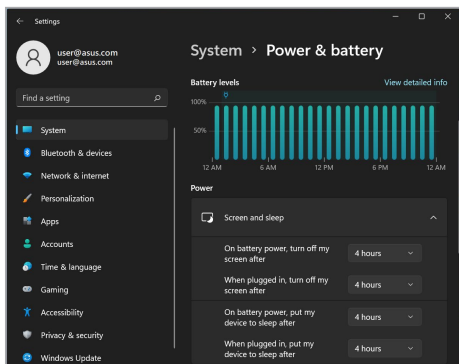 Settings
user@asus.com
user@asus.com
Find a setting
System
Bluetooth & devices
Network & internet
Personalization
Apps
Accounts
Time & language
Gaming
Accessibility
Privacy & security
Windows Update
System > Power & battery
Battery levels View detailed info
100%
50%
12 AM 6 AM 12 PM 6 PM 12 AM
Power
Screen and sleep
On battery power, turn off my
screen after
4 hours
When plugged in, turn off my
screen after
4 hours
On battery power, put my
device to sleep after
4 hours
When plugged in, put my
device to sleep after
4 hours